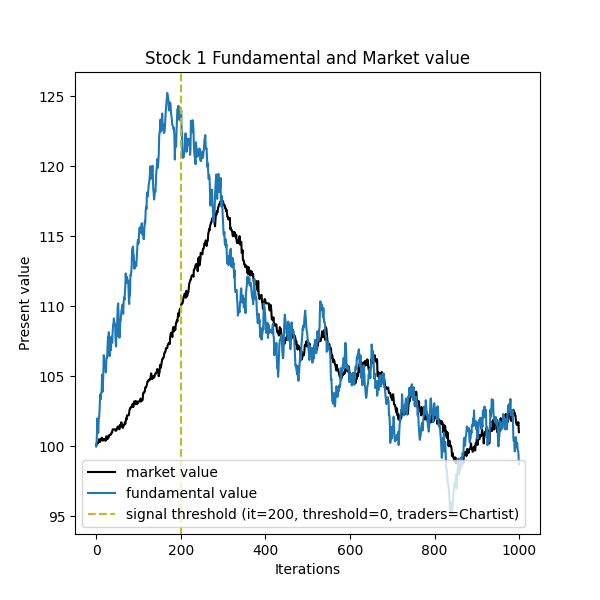 Stock 1 Fundamental and Market value
Present value
125
120
115
110
105
100
95
market value
fundamental value
signal threshold (it=200, threshold=0, traders=Chartist)
0
200
400
600
800
1000
Iterations